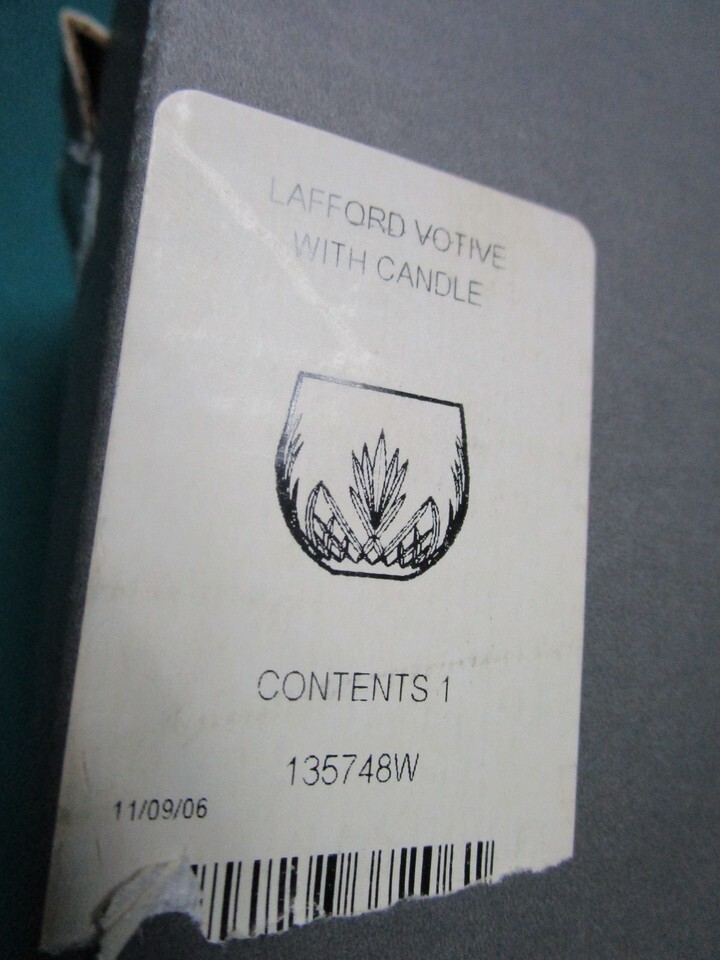 LAFFORD VOTIVE
WITH CANDLE
CONTENTS 1
135748W
11/09/06